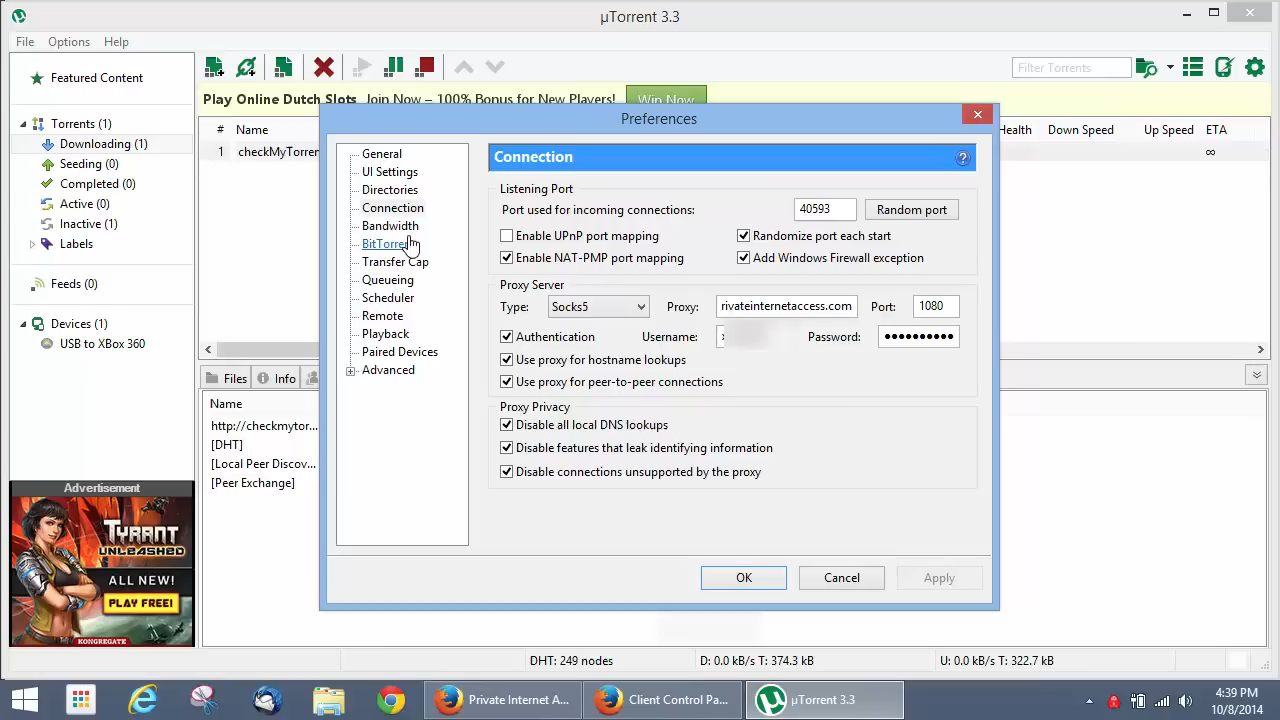 µTorrent 3.3
File Options Help
Featured Content
Torrents (1)
Downloading (1)
Seeding (0)
Completed (0)
Active (0)
Inactive (1)
Labels
Feeds (0)
Devices (1)
USB to XBox 360
Filter Torrents
Play Online Dutch Slots Join Now – 100% Bonus for New Players! Win Now
# Name Health Down Speed Up Speed ETA
1 checkMyTorren ∞
Preferences
General
UI Settings
Directories
Connection
Bandwidth
BitTorren
Transfer Cap
Queueing
Scheduler
Remote
Playback
Paired Devices
Advanced
Connection
Listening Port
Port used for incoming connections: 40593 Random port
Enable UPnP port mapping Randomize port each start
Enable NAT-PMP port mapping Add Windows Firewall exception
Proxy Server
Type: Socks5 Proxy: rivateinternetaccess.com Port: 1080
Authentication Username: Password: ●●●●●●●●●●
Use proxy for hostname lookups
Use proxy for peer-to-peer connections
Proxy Privacy
Disable all local DNS lookups
Disable features that leak identifying information
Disable connections unsupported by the proxy
OK Cancel Apply
Files Info
Name
http://checkmytor...
[DHT]
[Local Peer Discov...
[Peer Exchange]
Advertisement
TYRANT
UNLEASHED
ALL NEW!
PLAY FREE!
KONGREGATE
DHT: 249 nodes D: 0.0 kB/s T: 374.3 kB U: 0.0 kB/s T: 322.7 kB
Private Internet A... Client Control Pa... µTorrent 3.3
4:39 PM
10/8/2014